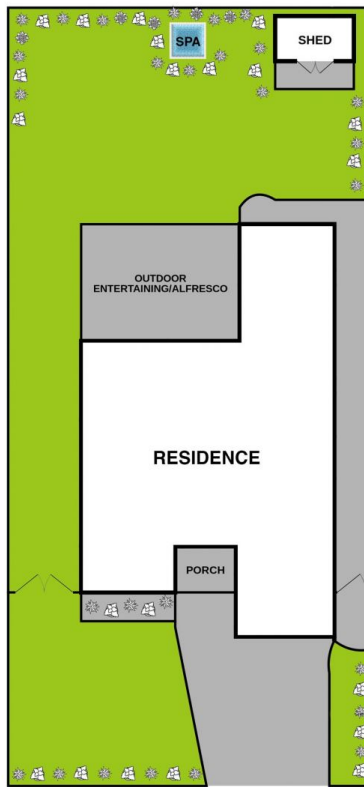 SPA
SHED
OUTDOOR
ENTERTAINING/ALFRESCO
RESIDENCE
PORCH